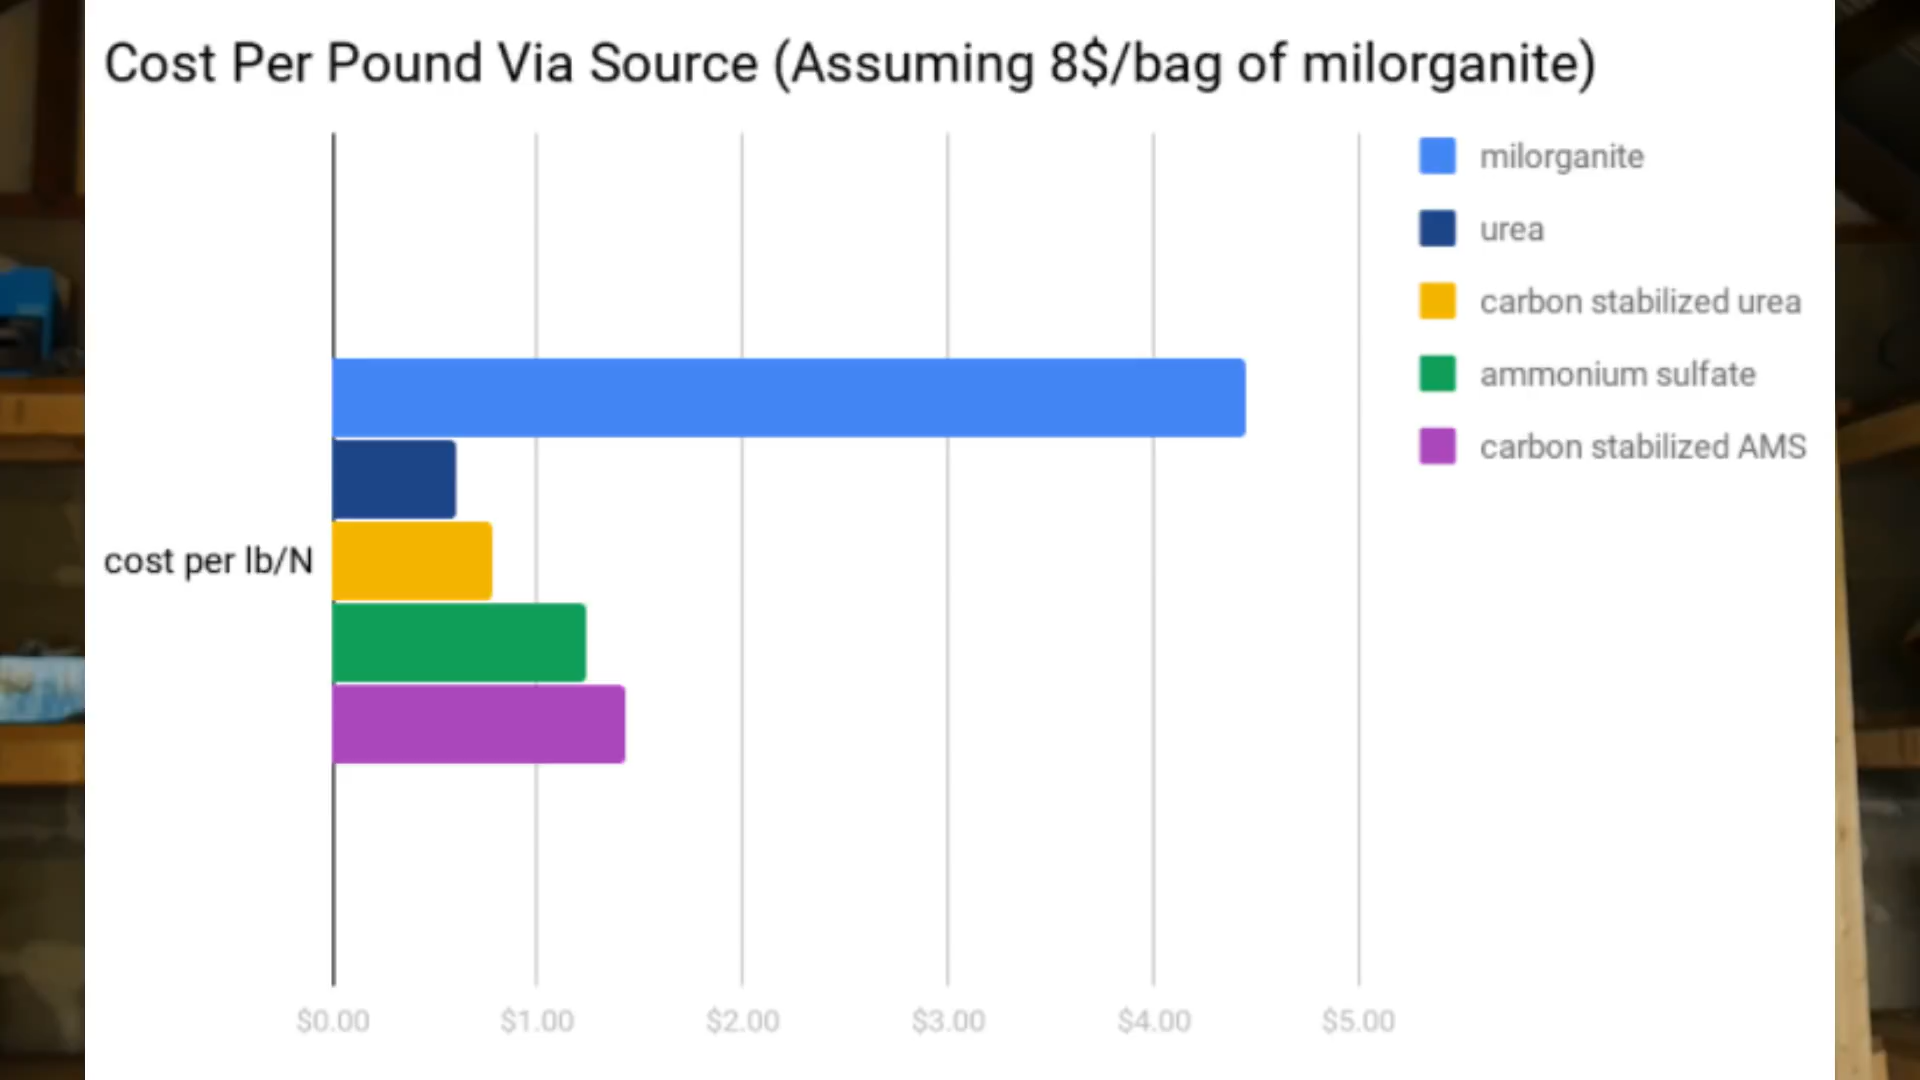 Cost Per Pound Via Source (Assuming 8$/bag of milorganite)
milorganite
urea
carbon stabilized urea
ammonium sulfate
carbon stabilized AMS
cost per lb/N
$0.00
$1.00
$2.00
$3.00
$4.00
$5.00